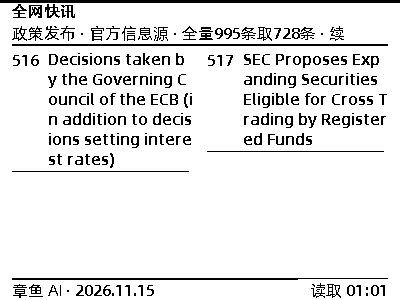 全网快讯
政策发布 · 官方信息源 · 全量995条取728条 · 续
516 Decisions taken b
y the Governing C
ouncil of the ECB (i
n addition to decis
ions setting intere
st rates)
517 SEC Proposes Exp
anding Securities
Eligible for Cross T
rading by Register
ed Funds
章鱼 AI · 2026.11.15
读取 01:01